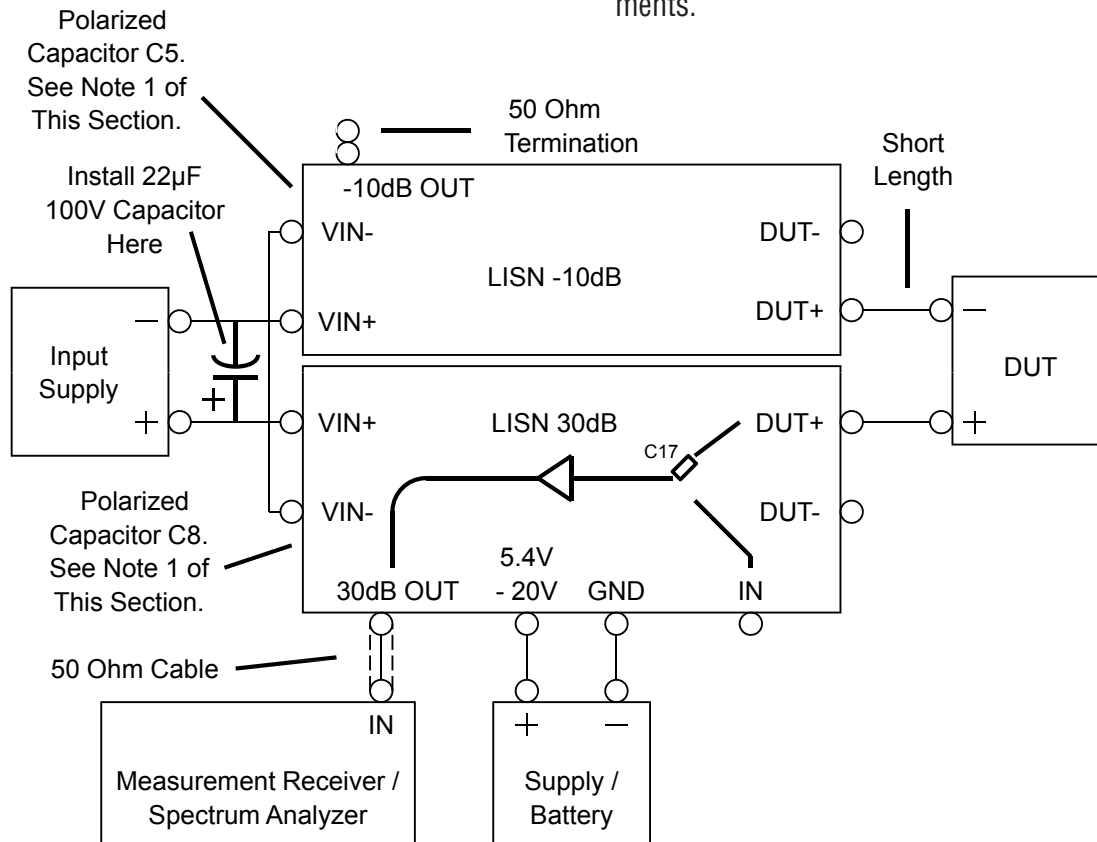 ments.
Polarized
Capacitor C5.
See Note 1 of
This Section.
50 Ohm
Termination
Short
Length
Install 22µF
100V Capacitor
Here
-10dB OUT
VIN-
DUT-
LISN -10dB
VIN+
DUT+
Input
Supply
−
+
+
−
+
DUT
VIN+
LISN 30dB
DUT+
C17
VIN-
DUT-
Polarized
Capacitor C8.
See Note 1 of
This Section.
5.4V
- 20V
30dB OUT
GND
IN
50 Ohm Cable
IN
+
−
Measurement Receiver /
Spectrum Analyzer
Supply /
Battery